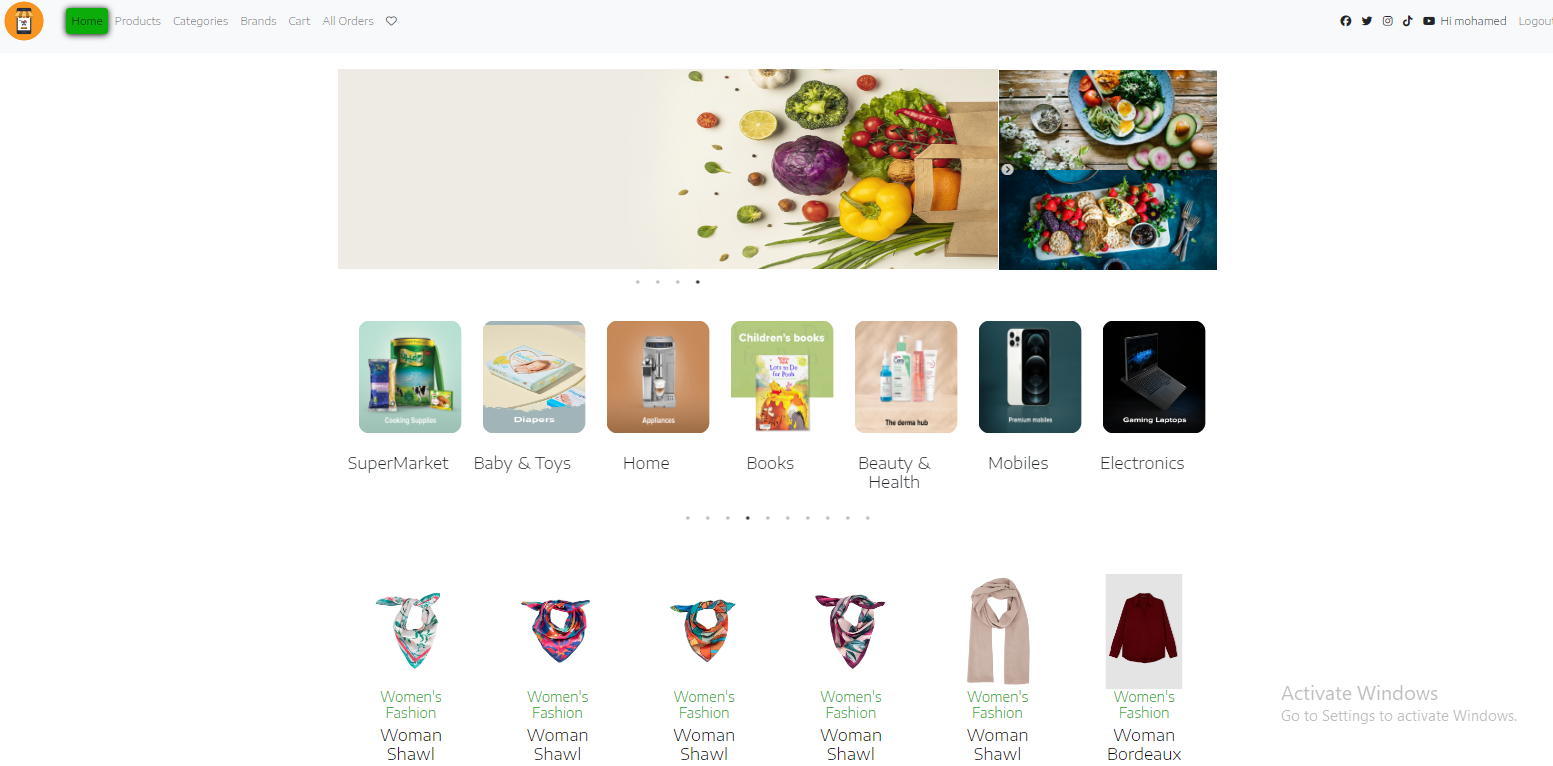 Home Products Categories Brands Cart All Orders
Hi mohamed Logout
Children's books
Lots to Do
for Pooh
Cooking Supplies
Diapers
Appliances
The derma hub
Premium mobiles
Gaming Laptops
SuperMarket
Baby & Toys
Home
Books
Beauty &
Health
Mobiles
Electronics
Women's
Fashion
Woman
Shawl
Women's
Fashion
Woman
Shawl
Women's
Fashion
Woman
Shawl
Women's
Fashion
Woman
Shawl
Women's
Fashion
Woman
Shawl
Women's
Fashion
Woman
Bordeaux
Activate Windows
Go to Settings to activate Windows.